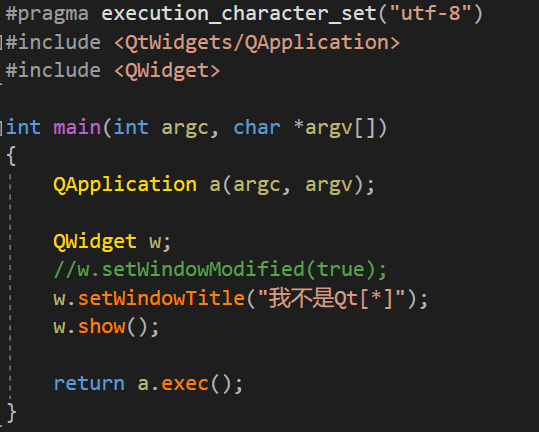 #pragma execution_character_set("utf-8")
#include <QtWidgets/QApplication>
#include <QWidget>
int main(int argc, char *argv[])
{
QApplication a(argc, argv);
QWidget w;
//w.setWindowModified(true);
w.setWindowTitle("我不是Qt[*]");
w.show();
return a.exec();
}